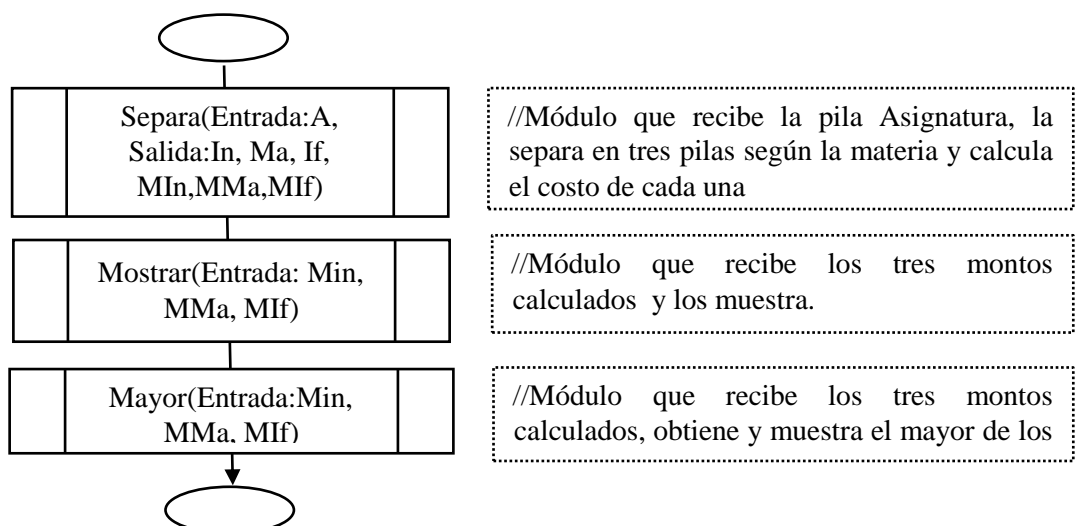 Separa(Entrada:A,
Salida:In, Ma, If,
MIn,MMa,MIf)
//Módulo que recibe la pila Asignatura, la
separa en tres pilas según la materia y calcula
el costo de cada una
Mostrar(Entrada: Min,
MMa, MIf)
//Módulo que recibe los tres montos
calculados y los muestra.
Mayor(Entrada:Min,
MMa, MIf)
//Módulo que recibe los tres montos
calculados, obtiene y muestra el mayor de los